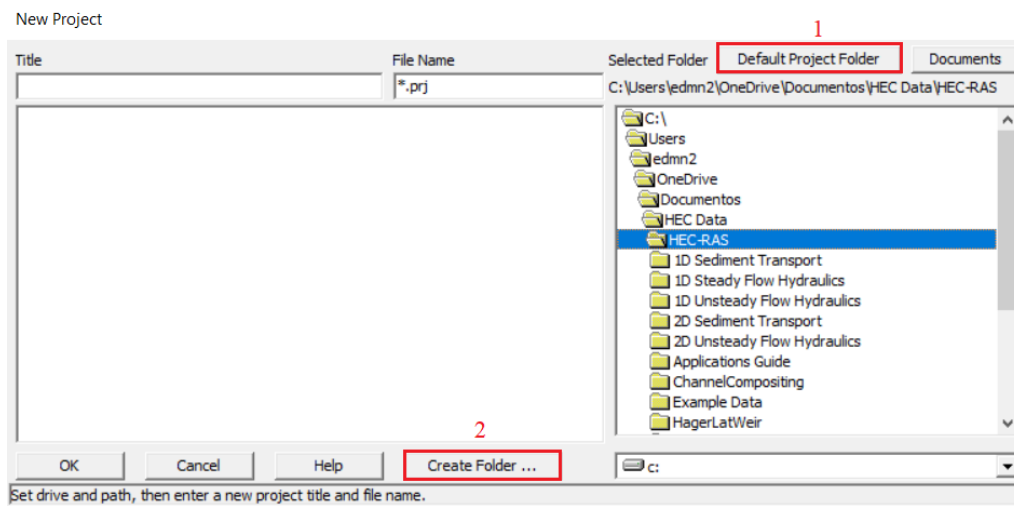 New Project
1
Title File Name Selected Folder Default Project Folder Documents
*.prj C:\Users\edmn2\OneDrive\Documentos\HEC Data\HEC-RAS
C:\
Users
edmn2
OneDrive
Documentos
HEC Data
HEC-RAS
1D Sediment Transport
1D Steady Flow Hydraulics
1D Unsteady Flow Hydraulics
2D Sediment Transport
2D Unsteady Flow Hydraulics
Applications Guide
ChannelCompositing
Example Data
HagerLatWeir
2
OK Cancel Help Create Folder ... c:
Set drive and path, then enter a new project title and file name.